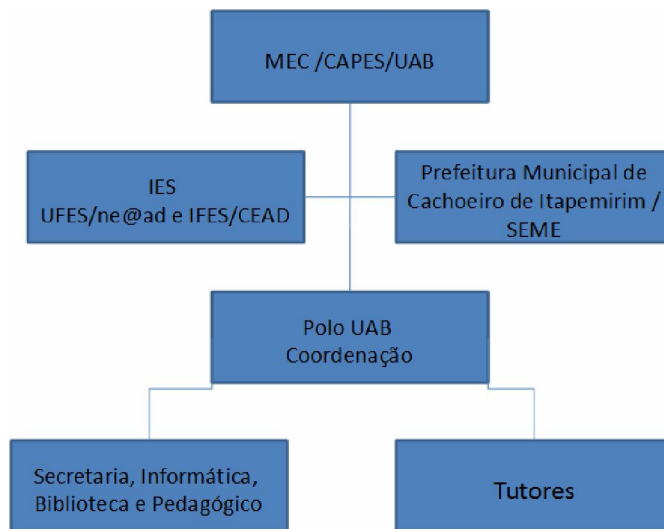 MEC /CAPES/UAB
IES
UFES/ne@ad e IFES/CEAD
Prefeitura Municipal de
Cachoeiro de Itapemirim /
SEME
Polo UAB
Coordenação
Secretaria, Informática,
Biblioteca e Pedagógico
Tutores